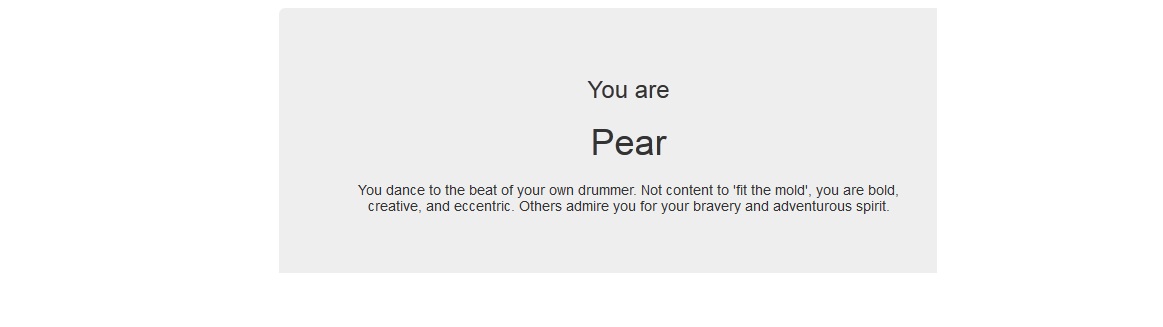 You are
Pear
You dance to the beat of your own drummer. Not content to 'fit the mold', you are bold,
creative, and eccentric. Others admire you for your bravery and adventurous spirit.